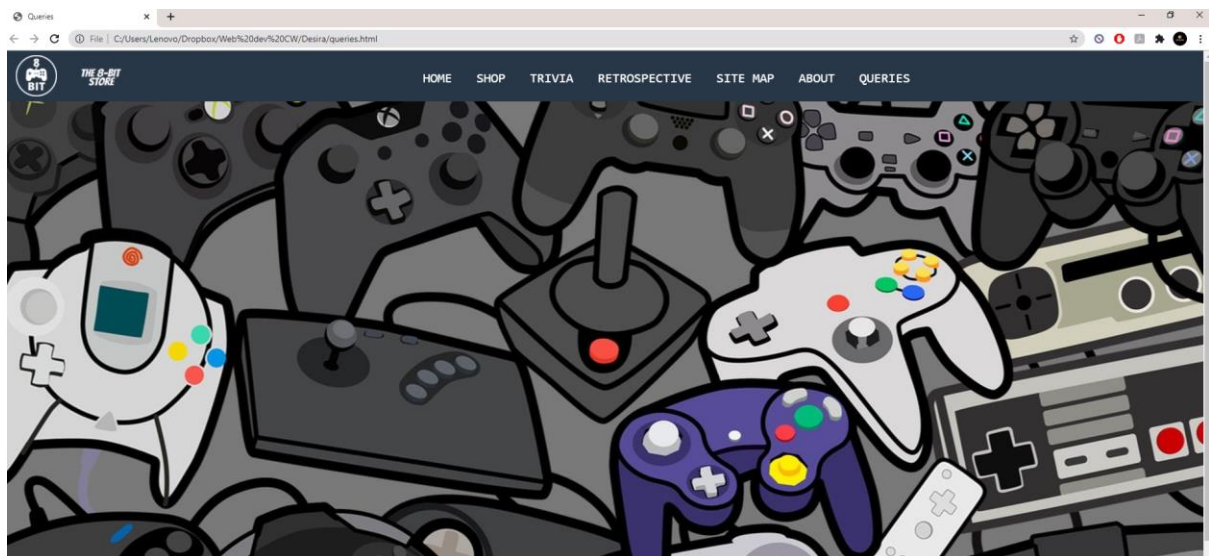 Queries
File | C:/Users/Lenovo/Dropbox/Web%20dev%20CW/Desira/queries.html
8
BIT
THE 8-BIT
STORE
HOME SHOP TRIVIA RETROSPECTIVE SITE MAP ABOUT QUERIES